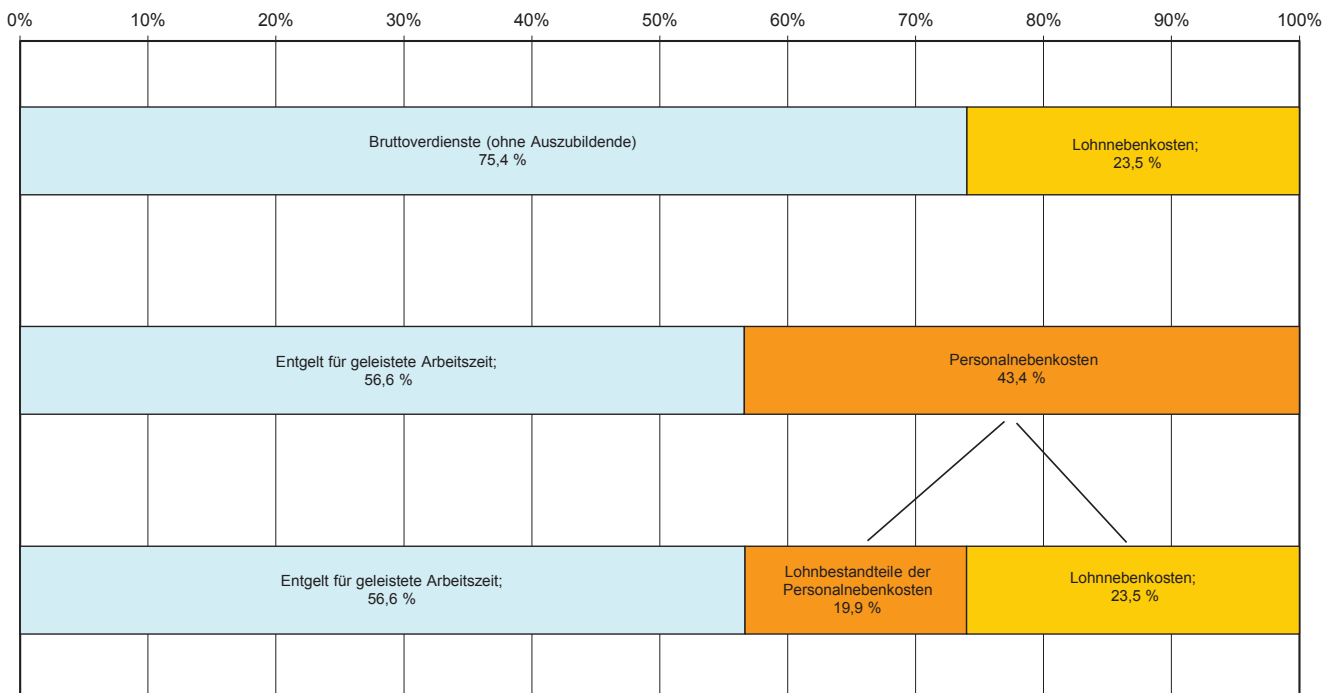 0% 10% 20% 30% 40% 50% 60% 70% 80% 90% 100%
Bruttoverdienste (ohne Auszubildende)
75,4 %
Lohnnebenkosten;
23,5 %
Entgelt für geleistete Arbeitszeit;
56,6 %
Personalnebenkosten
43,4 %
Entgelt für geleistete Arbeitszeit;
56,6 %
Lohnbestandteile der
Personalnebenkosten
19,9 %
Lohnnebenkosten;
23,5 %